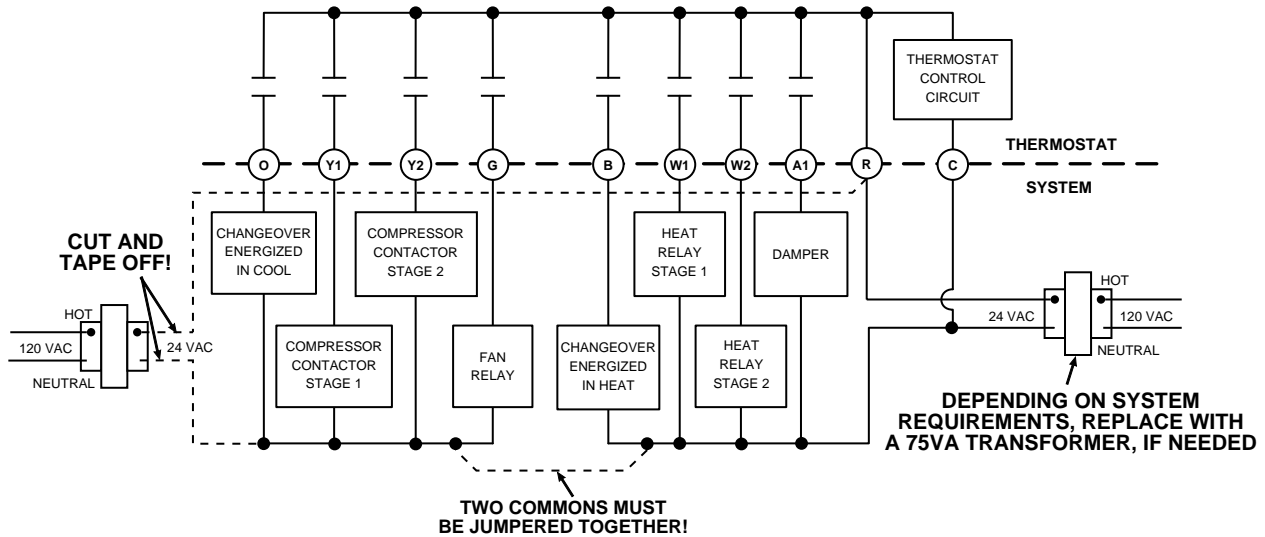 THERMOSTAT
CONTROL
CIRCUIT
O
Y1
Y2
G
B
W1
W2
A1
R
C
THERMOSTAT
SYSTEM
CUT AND
TAPE OFF!
HOT
120 VAC
NEUTRAL
24 VAC
CHANGEOVER
ENERGIZED
IN COOL
COMPRESSOR
CONTACTOR
STAGE 1
COMPRESSOR
CONTACTOR
STAGE 2
FAN
RELAY
CHANGEOVER
ENERGIZED
IN HEAT
HEAT
RELAY
STAGE 1
HEAT
RELAY
STAGE 2
DAMPER
24 VAC
HOT
120 VAC
NEUTRAL
DEPENDING ON SYSTEM
REQUIREMENTS, REPLACE WITH
A 75VA TRANSFORMER, IF NEEDED
TWO COMMONS MUST
BE JUMPERED TOGETHER!